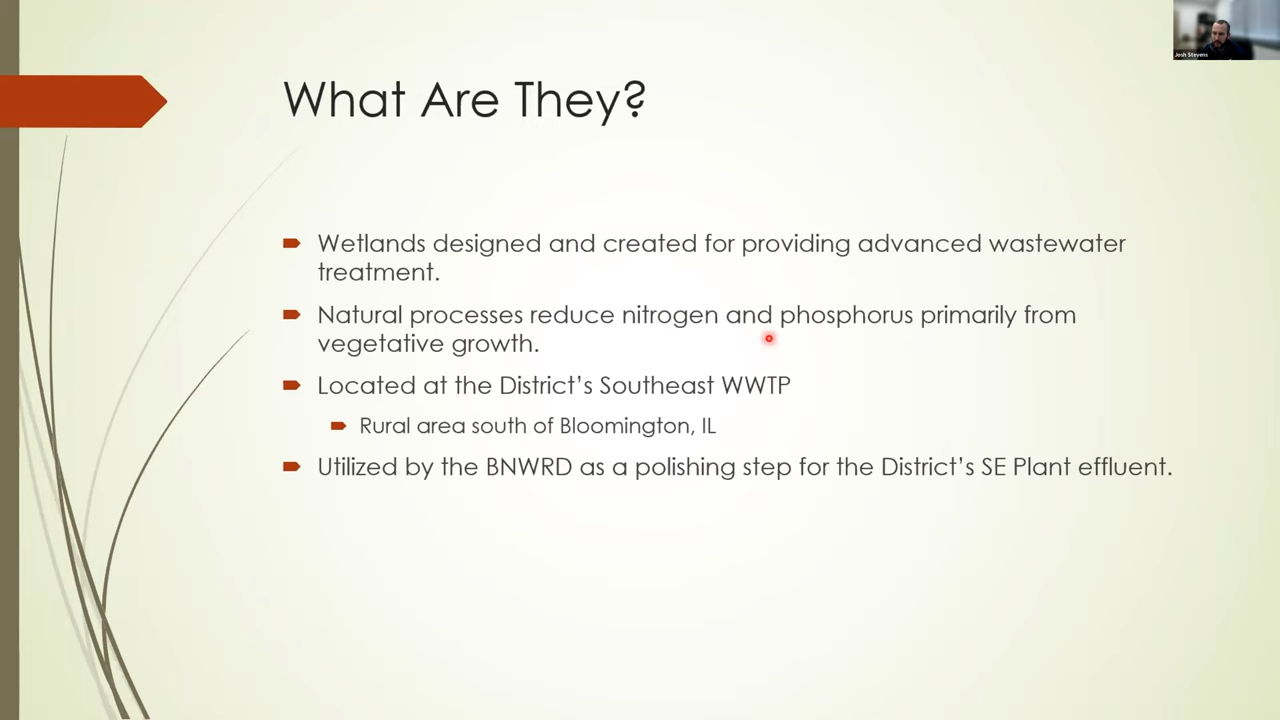 Josh Stevens
What Are They?
Wetlands designed and created for providing advanced wastewater
treatment.
Natural processes reduce nitrogen and phosphorus primarily from
vegetative growth.
Located at the District’s Southeast WWTP
Rural area south of Bloomington, IL
Utilized by the BNWRD as a polishing step for the District’s SE Plant effluent.